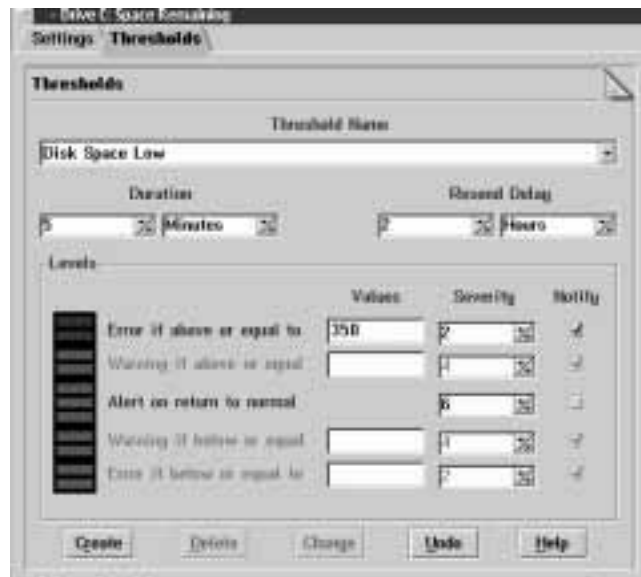 Drive C: Space Remaining
Settings Thresholds
Thresholds
Threshold Name
Disk Space Low
Duration Resend Delay
5 Minutes 2 Hours
Levels
Values Severity Notify
Error if above or equal to 350 2
Warning if above or equal 4
Alert on return to normal 6
Warning if below or equal 4
Error if below or equal to 2
Create Delete Change Undo Help